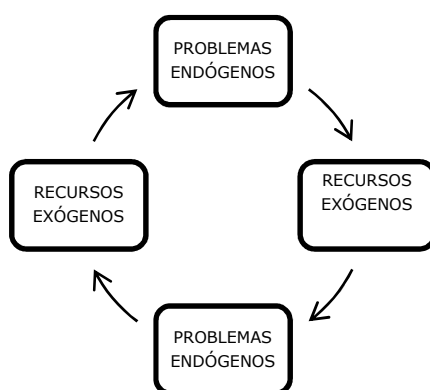 PROBLEMAS
ENDÓGENOS
RECURSOS
EXÓGENOS
RECURSOS
EXÓGENOS
PROBLEMAS
ENDÓGENOS